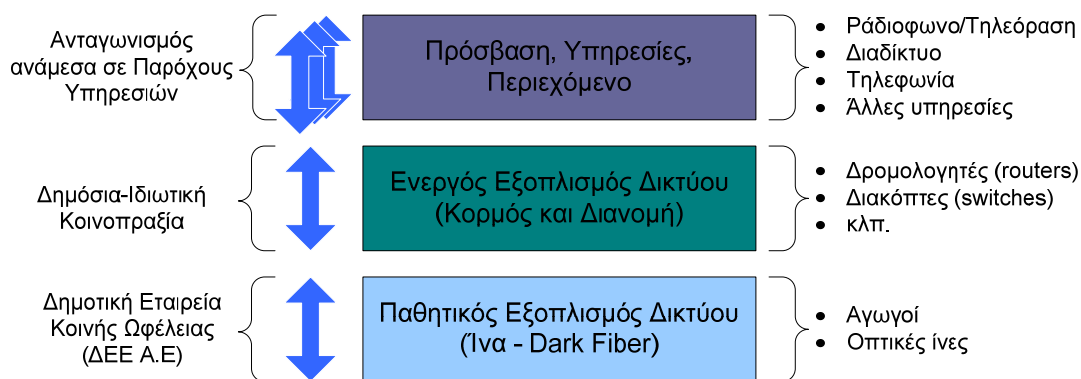 Ανταγωνισμός
ανάμεσα σε Παρόχους
Υπηρεσιών
Πρόσβαση, Υπηρεσίες,
Περιεχόμενο
• Ράδιοφωνο/Τηλεόραση
• Διαδίκτυο
• Τηλεφωνία
• Άλλες υπηρεσίες
Δημόσια-Ιδιωτική
Κοινοπραξία
Ενεργός Εξοπλισμός Δικτύου
(Κορμός και Διανομή)
• Δρομολογητές (routers)
• Διακόπτες (switches)
• κλπ.
Δημοτική Εταιρεία
Κοινής Ωφέλειας
(ΔΕΕ Α.Ε)
Παθητικός Εξοπλισμός Δικτύου
(Ίνα - Dark Fiber)
• Αγωγοί
• Οπτικές ίνες